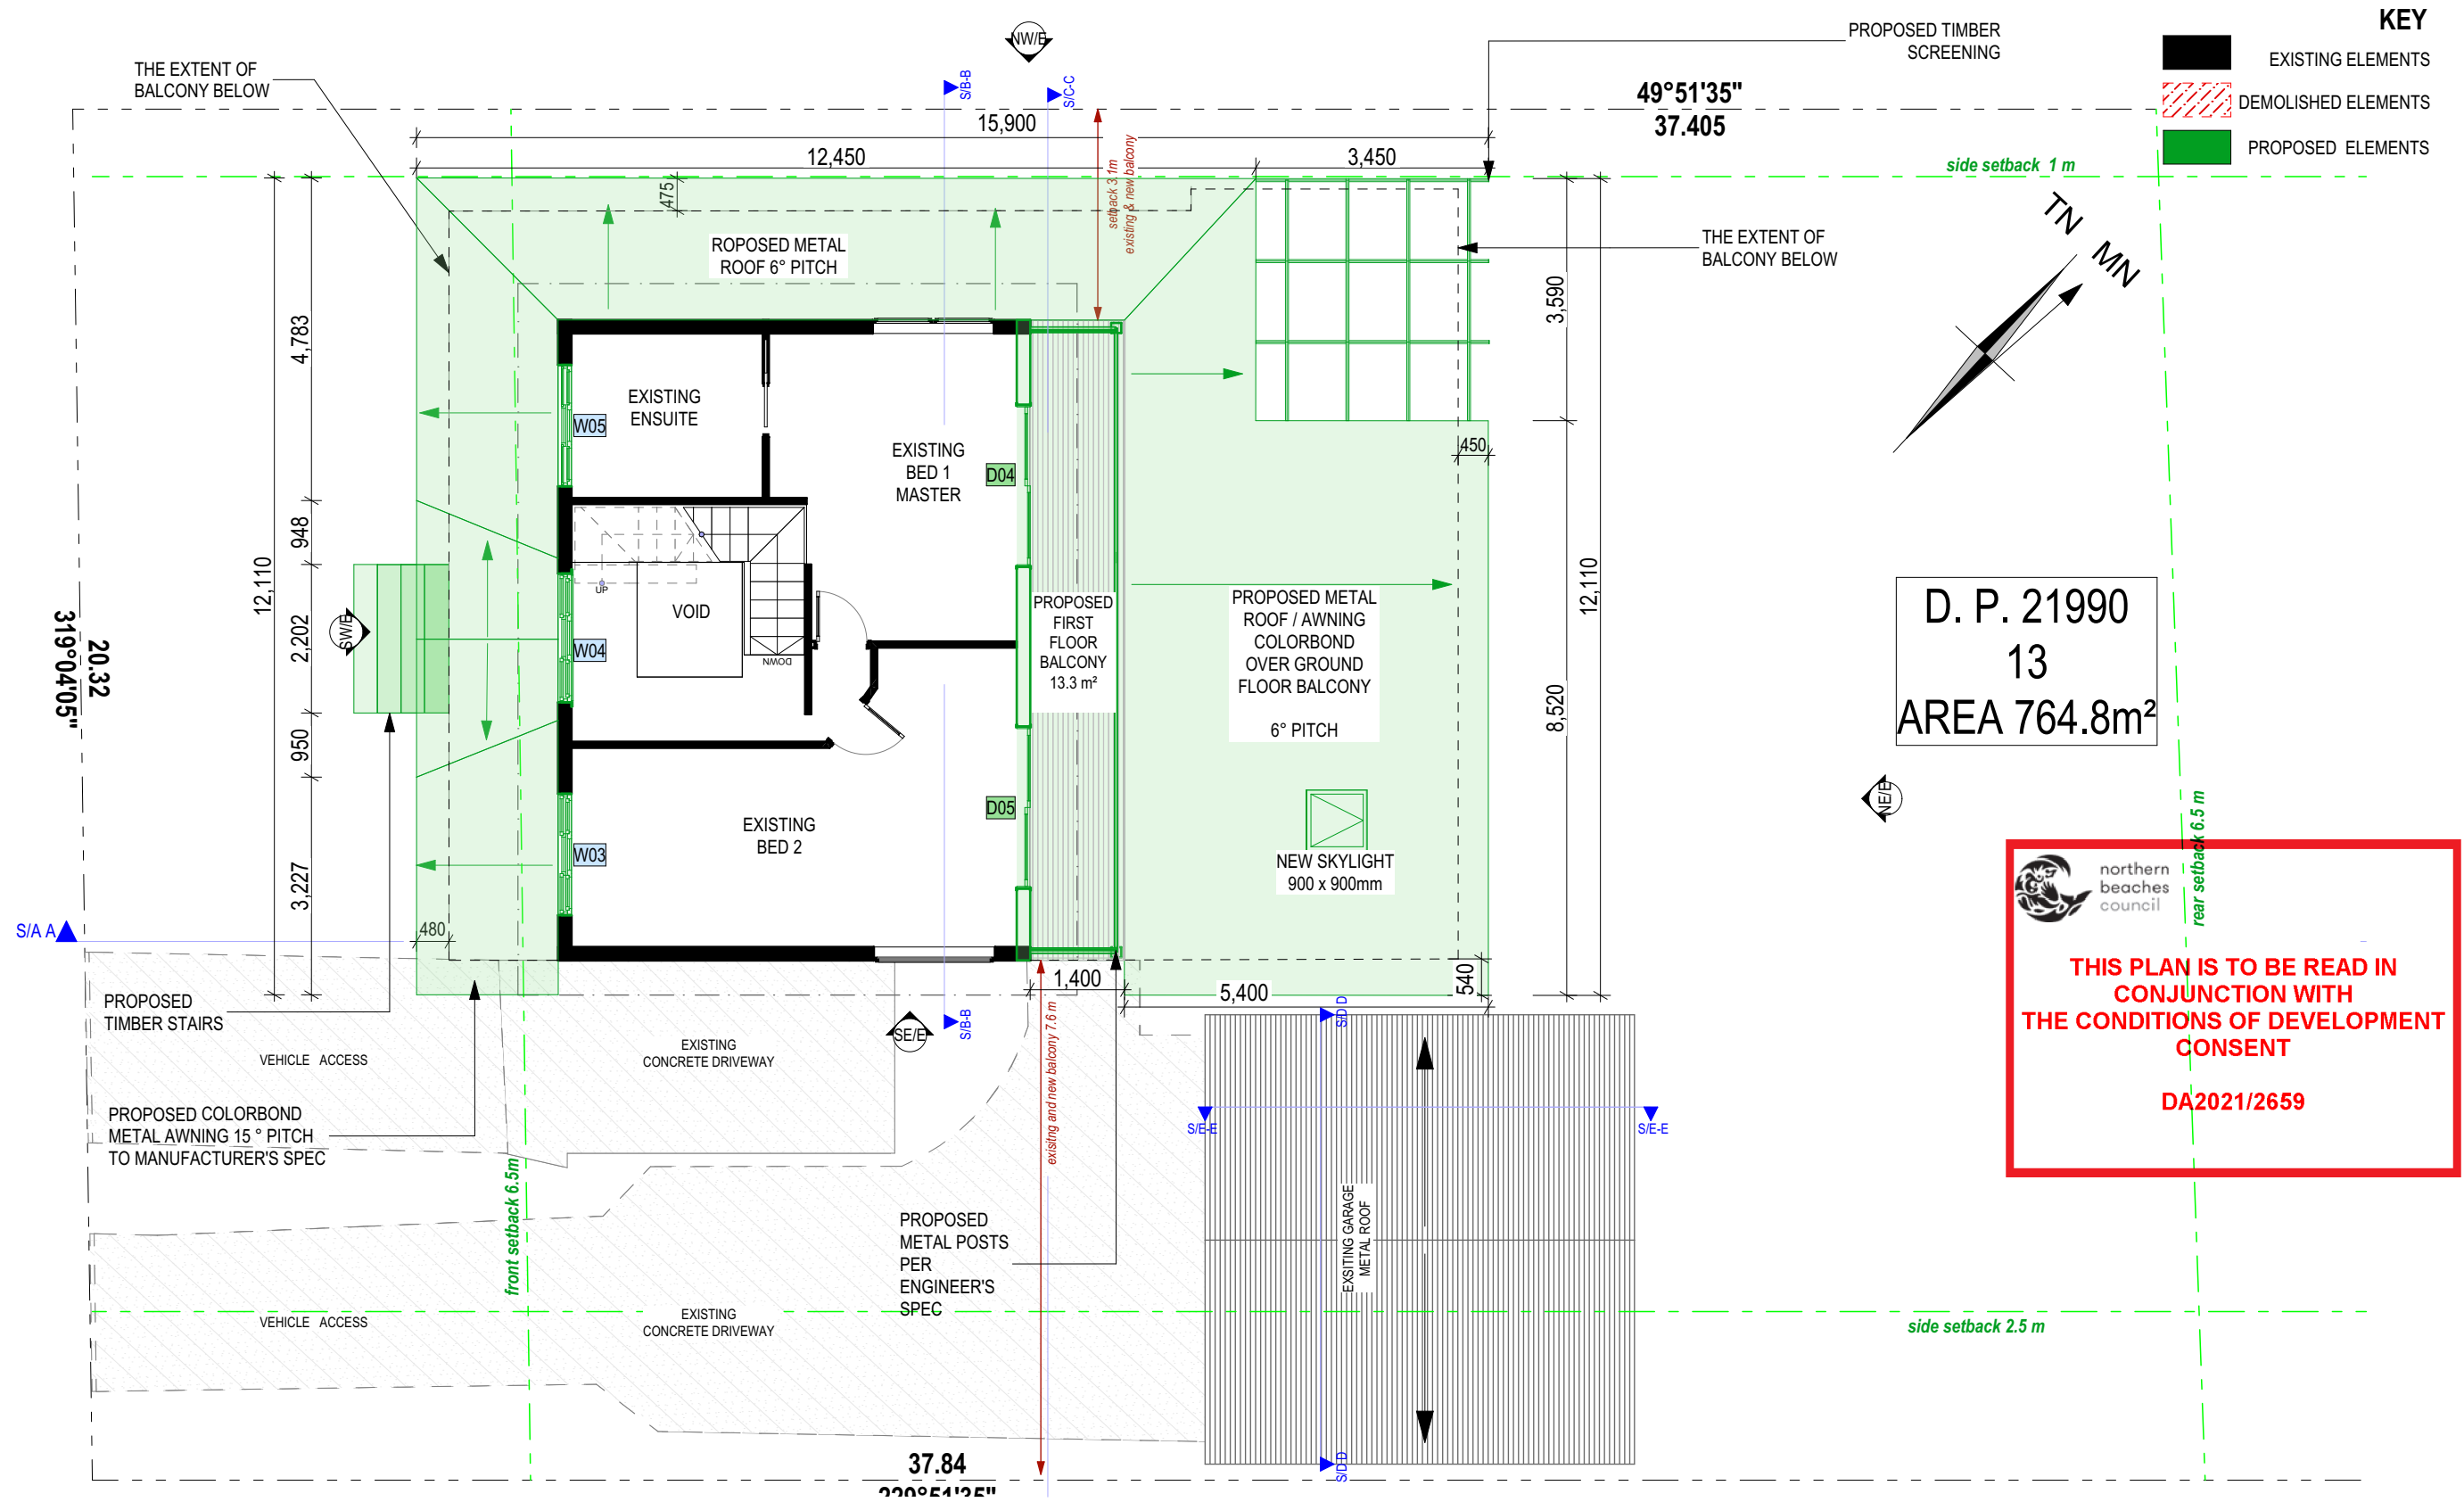 KEY
EXISTING ELEMENTS
DEMOLISHED ELEMENTS
PROPOSED ELEMENTS
NW/E
PROPOSED TIMBER
SCREENING
THE EXTENT OF
BALCONY BELOW
S/B-B
S/C-C
49°51'35"
37.405
15,900
12,450
3,450
side setback 1 m
475
setback 3.1m
existing & new balcony
ROPOSED METAL
ROOF 6° PITCH
THE EXTENT OF
BALCONY BELOW
TN
MN
3,590
4,783
EXISTING
ENSUITE
W05
EXISTING
BED 1
MASTER
D04
450
948
12,110
12,110
UP
VOID
DOWN
PROPOSED
FIRST
FLOOR
BALCONY
13.3 m²
PROPOSED METAL
ROOF / AWNING
COLORBOND
OVER GROUND
FLOOR BALCONY
6° PITCH
D. P. 21990
13
AREA 764.8m²
20.32
319°04'05"
SW/E
2,202
W04
8,520
950
D05
NE/E
EXISTING
BED 2
W03
NEW SKYLIGHT
900 x 900mm
3,227
rear setback 6.5 m
northern
beaches
council
THIS PLAN IS TO BE READ IN
CONJUNCTION WITH
THE CONDITIONS OF DEVELOPMENT
CONSENT
DA2021/2659
S/A A
480
540
1,400
5,400
PROPOSED
TIMBER STAIRS
S/B-B
SE/E
S/D D
VEHICLE ACCESS
EXISTING
CONCRETE DRIVEWAY
exisitng and new balcony 7.6 m
PROPOSED COLORBOND
METAL AWNING 15 ° PITCH
TO MANUFACTURER'S SPEC
S/E-E
S/E-E
front setback 6.5m
PROPOSED
METAL POSTS
PER
ENGINEER'S
SPEC
EXSITING GARAGE
METAL ROOF
VEHICLE ACCESS
EXISTING
CONCRETE DRIVEWAY
side setback 2.5 m
S/D D
37.84
229°51'35"